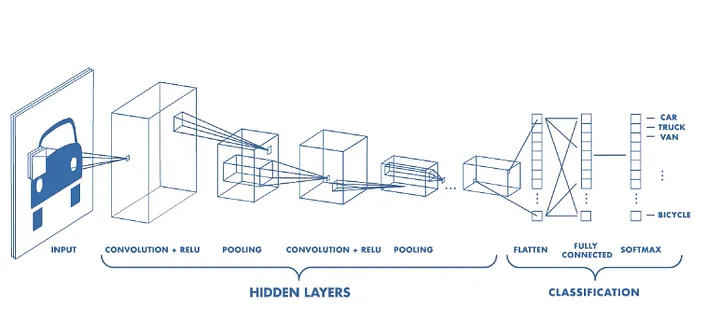 CAR
TRUCK
VAN
BICYCLE
INPUT
CONVOLUTION + RELU
POOLING
CONVOLUTION + RELU
POOLING
FLATTEN
FULLY
CONNECTED
SOFTMAX
HIDDEN LAYERS
CLASSIFICATION